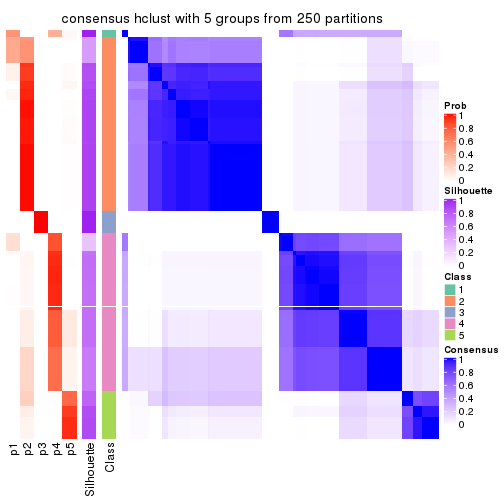 consensus hclust with 5 groups from 250 partitions
Prob
1
0.8
0.6
0.4
0.2
0
Silhouette
1
0.8
0.6
0.4
0.2
0
Class
1
2
3
4
5
Consensus
1
0.8
0.6
0.4
0.2
0
p1
p2
p3
p4
p5
Silhouette
Class